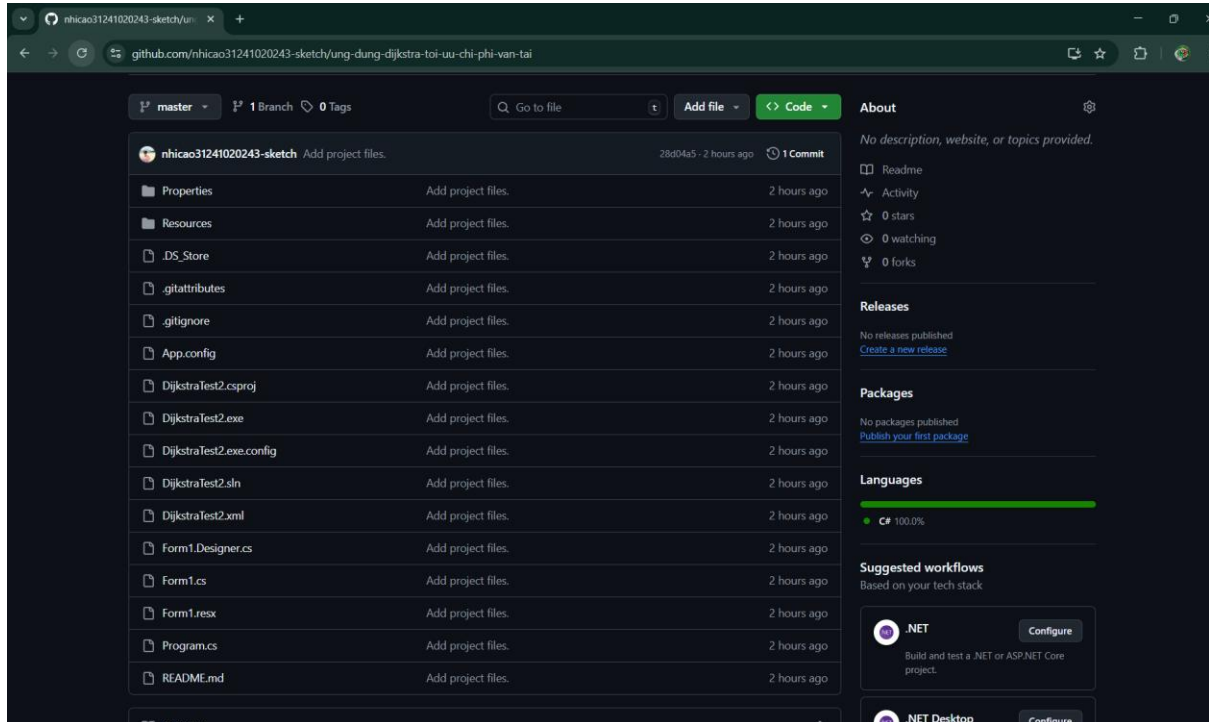 nhicao31241020243-sketch/un
github.com/nhicao31241020243-sketch/ung-dung-dijkstra-toi-uu-chi-phi-van-tai
master 1 Branch 0 Tags Go to file t Add file <> Code
nhicao31241020243-sketch Add project files. 28d04a5 · 2 hours ago 1 Commit
Properties Add project files. 2 hours ago
Resources Add project files. 2 hours ago
.DS_Store Add project files. 2 hours ago
.gitattributes Add project files. 2 hours ago
.gitignore Add project files. 2 hours ago
App.config Add project files. 2 hours ago
DijkstraTest2.csproj Add project files. 2 hours ago
DijkstraTest2.exe Add project files. 2 hours ago
DijkstraTest2.exe.config Add project files. 2 hours ago
DijkstraTest2.sln Add project files. 2 hours ago
DijkstraTest2.xml Add project files. 2 hours ago
Form1.Designer.cs Add project files. 2 hours ago
Form1.cs Add project files. 2 hours ago
Form1.resx Add project files. 2 hours ago
Program.cs Add project files. 2 hours ago
README.md Add project files. 2 hours ago
About
No description, website, or topics provided.
Readme
Activity
0 stars
0 watching
0 forks
Releases
No releases published
Create a new release
Packages
No packages published
Publish your first package
Languages
C# 100.0%
Suggested workflows
Based on your tech stack
.NET Configure
Build and test a .NET or ASP.NET Core
project.
.NET Desktop Configure